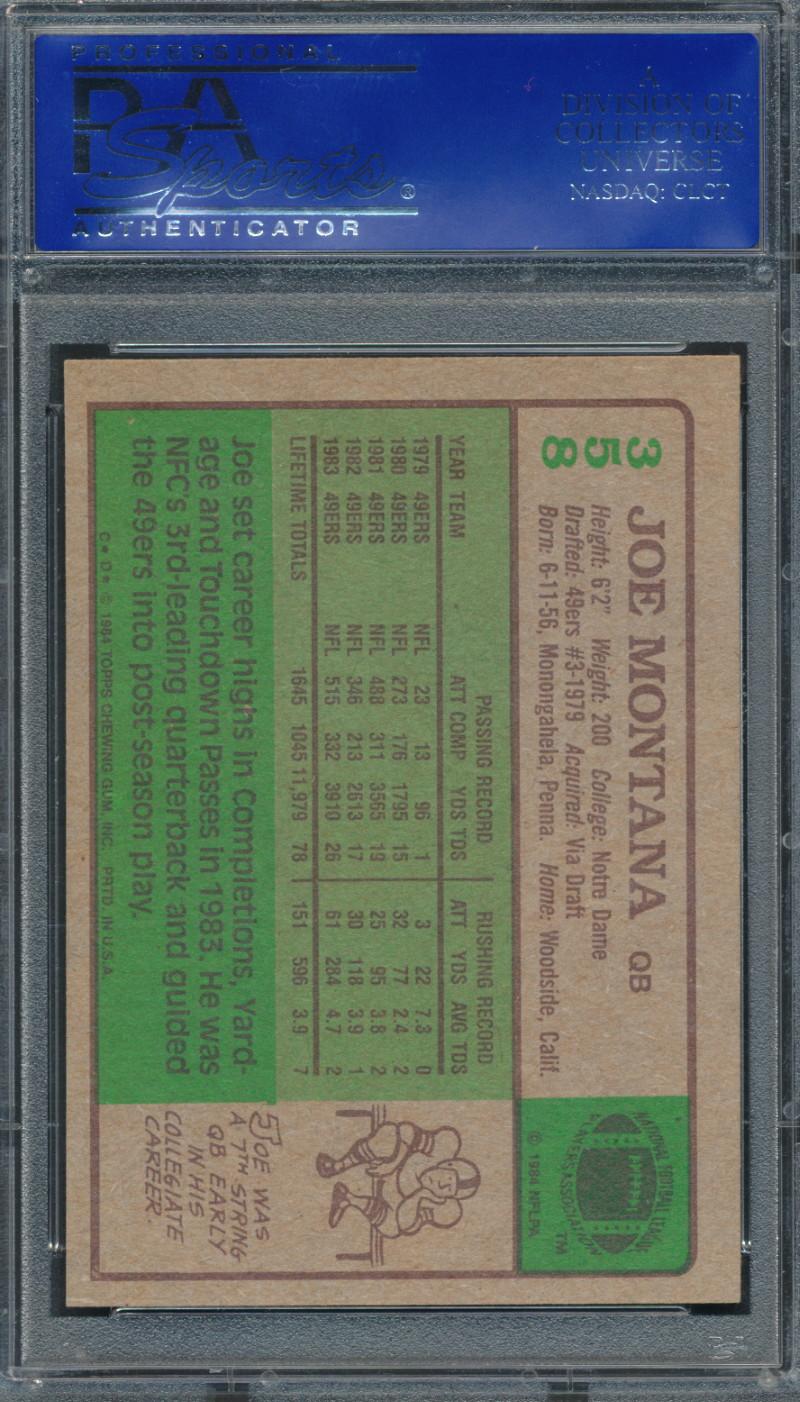 PROFESSIONAL
PSA
Sports®
AUTHENTICATOR
A
DIVISION OF
COLLECTORS
UNIVERSE
NASDAQ: CLCT
358
JOE MONTANA QB
Height: 6'2" Weight: 200 College: Notre Dame
Drafted: 49ers #3-1979 Acquired: Via Draft
Born: 6-11-56, Monongahela, Penna. Home: Woodside, Calif.
NATIONAL FOOTBALL LEAGUE
PLAYERS ASSOCIATION
TM
© 1984 NFLPA
PASSING RECORD RUSHING RECORD
YEAR TEAM ATT COMP YDS TDS ATT YDS AVG TDS
1979 49ERS NFL 23 13 96 1 3 22 7.3 0
1980 49ERS NFL 273 176 1795 15 32 77 2.4 2
1981 49ERS NFL 488 311 3565 19 25 95 3.8 2
1982 49ERS NFL 346 213 2613 17 30 118 3.9 1
1983 49ERS NFL 515 332 3910 26 61 284 4.7 2
LIFETIME TOTALS 1645 1045 11,979 78 151 596 3.9 7
Joe set career highs in Completions, Yard-
age and Touchdown Passes in 1983. He was
NFC's 3rd-leading quarterback and guided
the 49ers into post-season play.
C* D* © 1984 TOPPS CHEWING GUM, INC. PRTD. IN U.S.A.
5
JOE WAS
A 7TH STRING
QB EARLY
IN HIS
COLLEGIATE
CAREER.